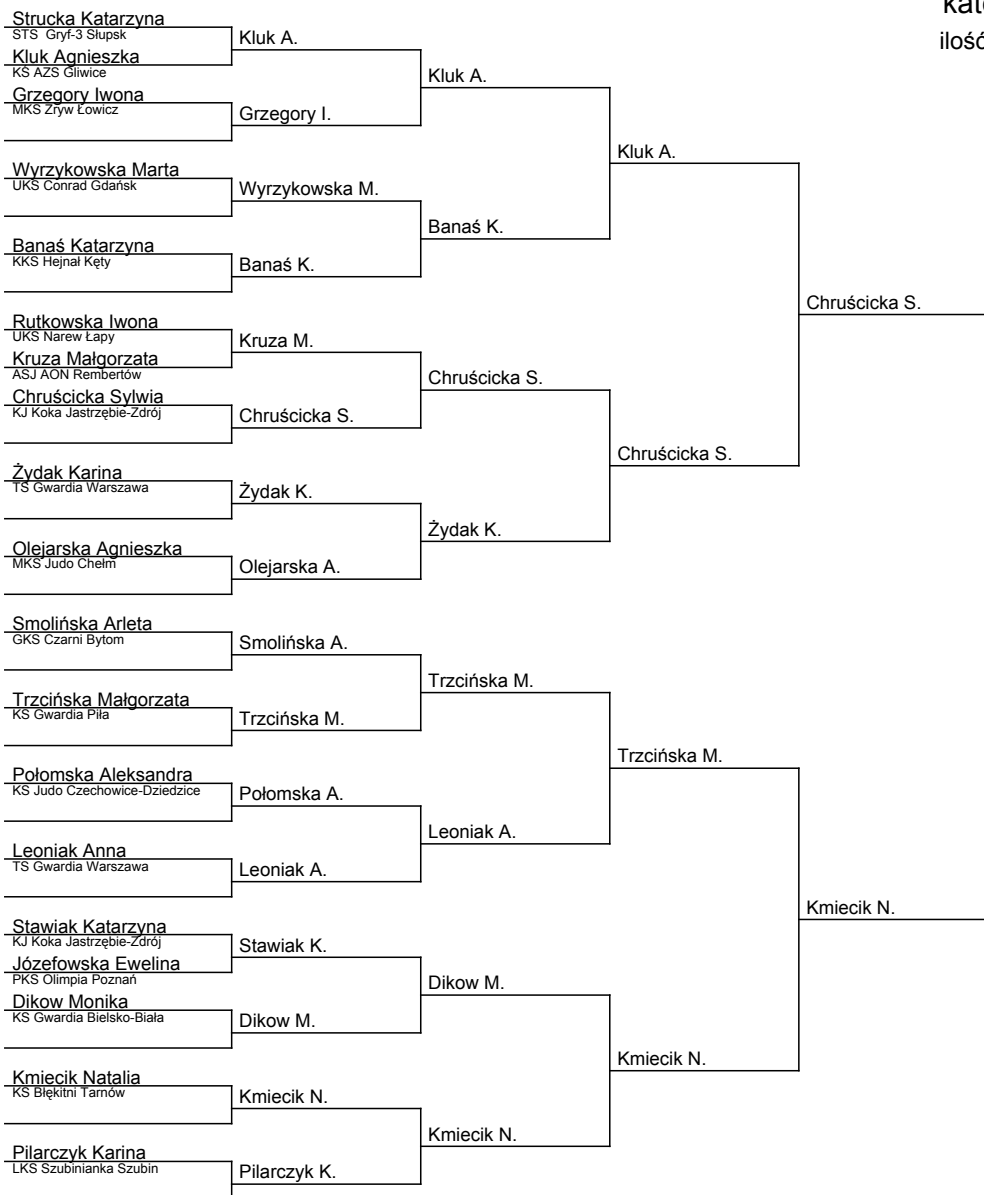 kat
ilość
Strucka Katarzyna
STS Gryf-3 Słupsk
Kluk A.
Kluk Agnieszka
KŚ AZS Gliwice
Kluk A.
Grzegory Iwona
MKS Zryw Łowicz
Grzegory I.
Kluk A.
Wyrzykowska Marta
UKS Conrad Gdańsk
Wyrzykowska M.
Banaś K.
Banaś Katarzyna
KKS Hejnał Kęty
Banaś K.
Chruścicka S.
Rutkowska Iwona
UKS Narew Łapy
Kruza M.
Kruza Małgorzata
ASJ AON Rembertów
Chruścicka S.
Chruścicka Sylwia
KJ Koka Jastrzębie-Zdrój
Chruścicka S.
Chruścicka S.
Żydak Karina
TS Gwardia Warszawa
Żydak K.
Żydak K.
Olejarska Agnieszka
MKS Judo Chełm
Olejarska A.
Smolińska Arleta
GKS Czarni Bytom
Smolińska A.
Trzcińska M.
Trzcińska Małgorzata
KS Gwardia Piła
Trzcińska M.
Trzcińska M.
Połomska Aleksandra
KS Judo Czechowice-Dziedzice
Połomska A.
Leoniak A.
Leoniak Anna
TS Gwardia Warszawa
Leoniak A.
Kmiecik N.
Stawiak Katarzyna
KJ Koka Jastrzębie-Zdrój
Stawiak K.
Józefowska Ewelina
PKS Olimpia Poznań
Dikow M.
Dikow Monika
KS Gwardia Bielsko-Biała
Dikow M.
Kmiecik N.
Kmiecik Natalia
KS Błękitni Tarnów
Kmiecik N.
Kmiecik N.
Pilarczyk Karina
LKS Szubinianka Szubin
Pilarczyk K.